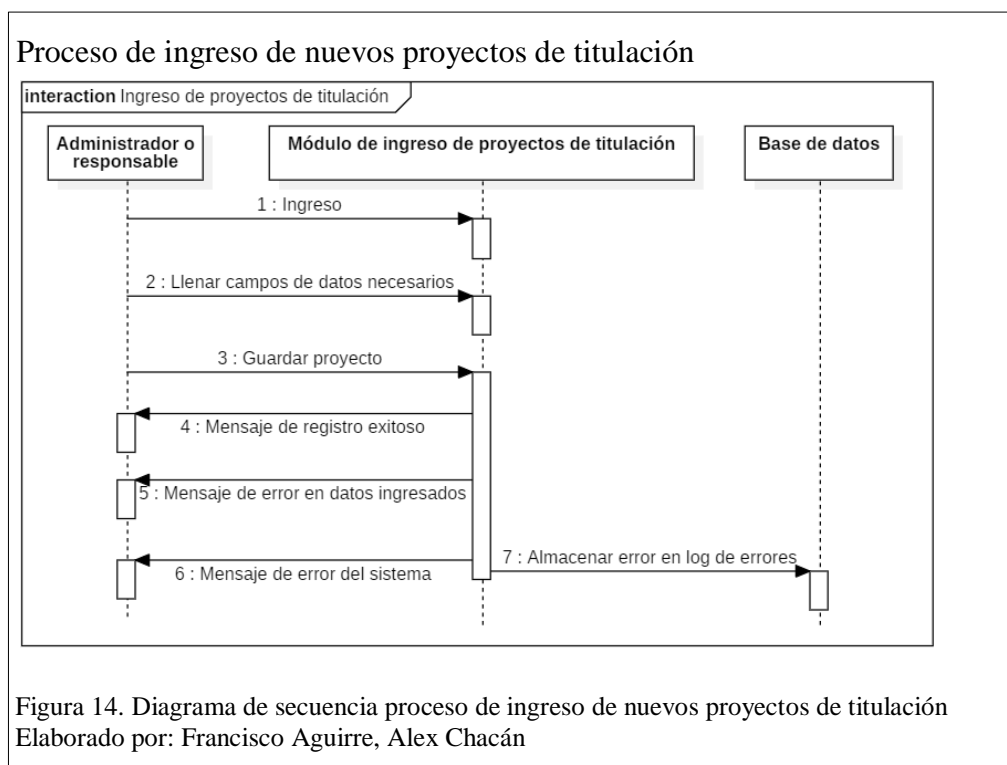 Proceso de ingreso de nuevos proyectos de titulación
interaction Ingreso de proyectos de titulación
Administrador o
responsable
Módulo de ingreso de proyectos de titulación
Base de datos
1 : Ingreso
2 : Llenar campos de datos necesarios
3 : Guardar proyecto
4 : Mensaje de registro exitoso
5 : Mensaje de error en datos ingresados
7 : Almacenar error en log de errores
6 : Mensaje de error del sistema
Figura 14. Diagrama de secuencia proceso de ingreso de nuevos proyectos de titulación
Elaborado por: Francisco Aguirre, Alex Chacán